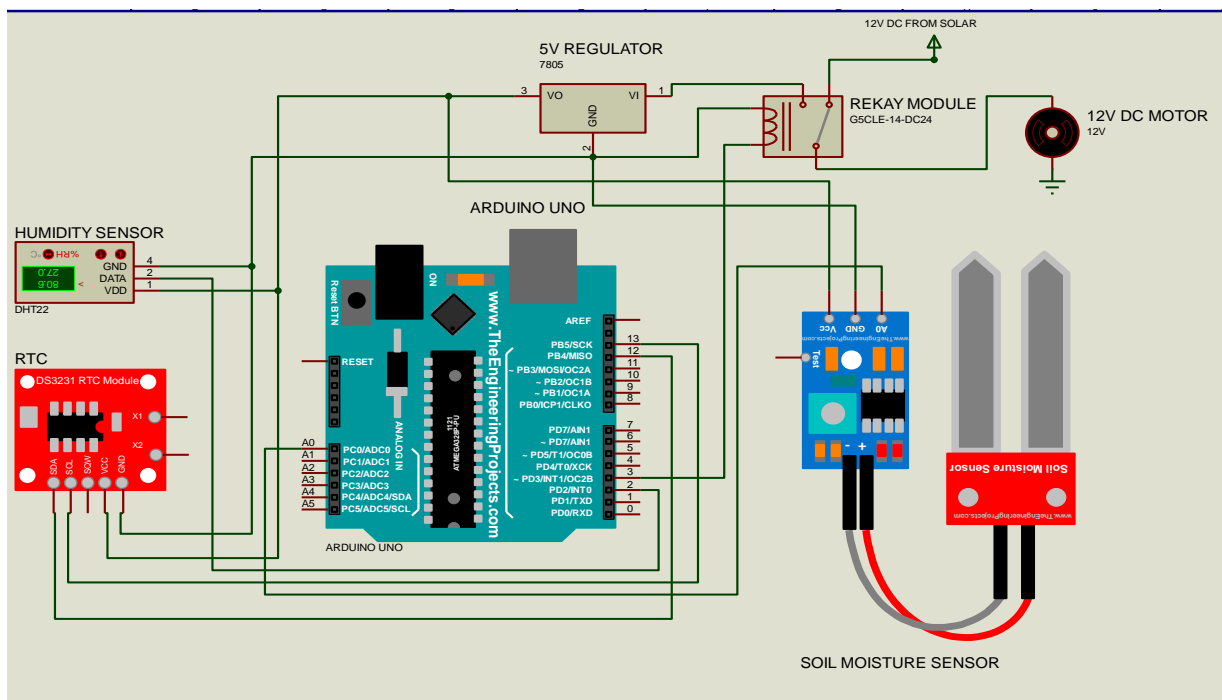 12V DC FROM SOLAR
5V REGULATOR
7805
3
VO
VI
1
GND
2
REKAY MODULE
G5CLE-14-DC24
12V DC MOTOR
12V
ARDUINO UNO
HUMIDITY SENSOR
%RH
°C
80.6
27.0
>
GND
DATA
VDD
4
2
1
DHT22
RTC
DS3231 RTC Module
X1
X2
SDA
SCL
SQW
VCC
GND
Reset BTN
ON
www.TheEngineeringProjects.com
RESET
ANALOG IN
ATMEGA328P-PU
1121
AREF
PB5/SCK
13
PB4/MISO
12
~ PB3/MOSI/OC2A
11
~ PB2/OC1B
10
~ PB1/OC1A
9
PB0/ICP1/CLKO
8
PD7/AIN1
7
~ PD7/AIN1
6
~ PD5/T1/OC0B
5
PD4/T0/XCK
4
~ PD3/INT1/OC2B
3
PD2/INT0
2
PD1/TXD
1
PD0/RXD
0
A0
PC0/ADC0
A1
PC1/ADC1
A2
PC2/ADC2
A3
PC3/ADC3
A4
PC4/ADC4/SDA
A5
PC5/ADC5/SCL
ARDUINO UNO
Vcc
GND
A0
www.TheEngineeringProjects.com
Test
- +
Soil Moisture Sensor
www.TheEngineeringProjects.com
SOIL MOISTURE SENSOR